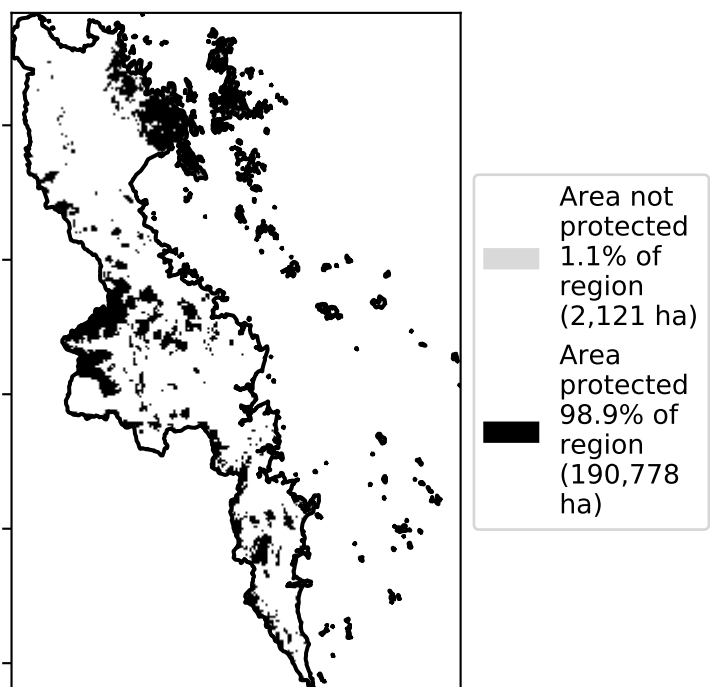 Area not
protected
1.1% of
region
(2,121 ha)
Area
protected
98.9% of
region
(190,778
ha)